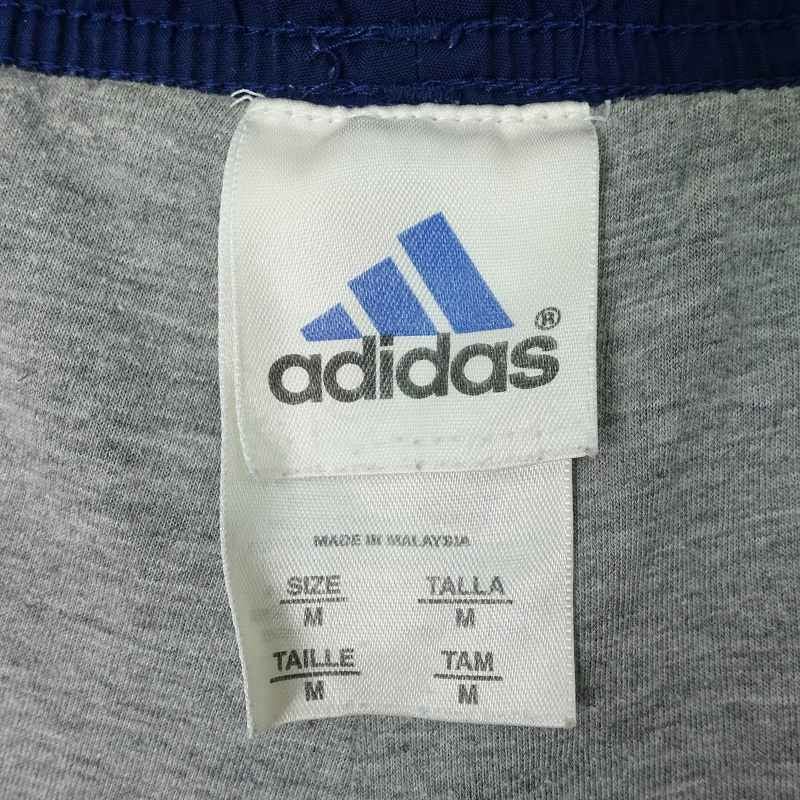 adidas®
MADE IN MALAYSIA
SIZE TALLA
M M
TAILLE TAM
M M